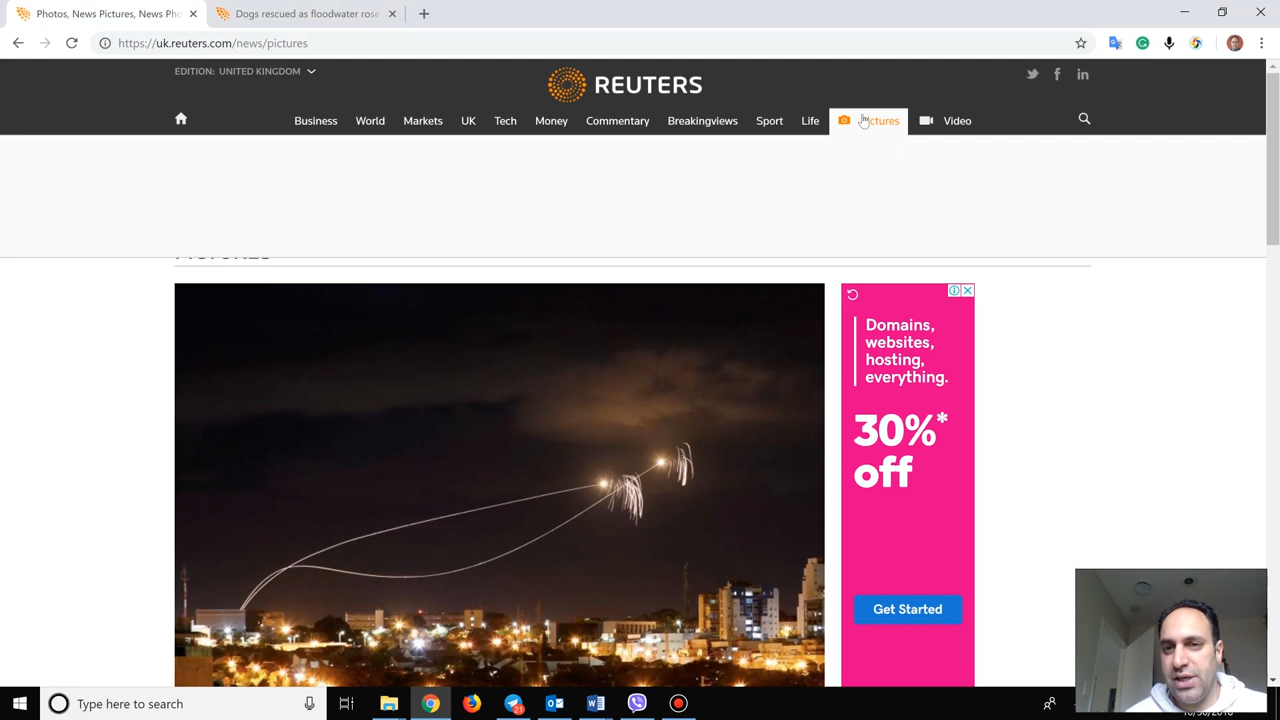 Photos, News Pictures, News Pho
Dogs rescued as floodwater rose
https://uk.reuters.com/news/pictures
EDITION: UNITED KINGDOM
REUTERS
Business World Markets UK Tech Money Commentary Breakingviews Sport Life Pictures Video
PICTURES
Domains,
websites,
hosting,
everything.
30%*
off
Get Started
Type here to search
21